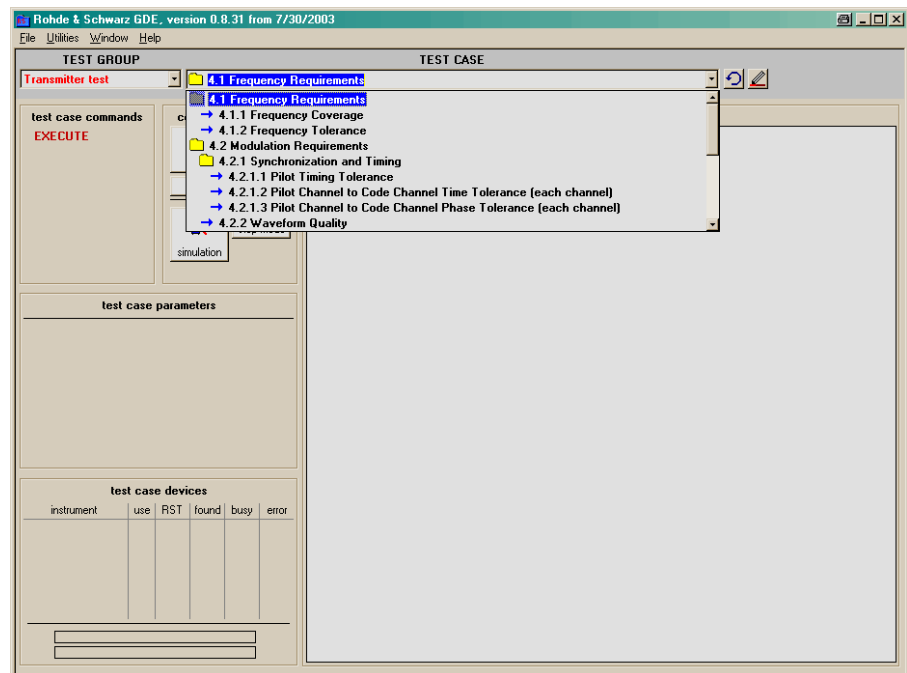 Rohde & Schwarz GDE, version 0.8.31 from 7/30/2003
File Utilities Window Help
TEST GROUP
TEST CASE
Transmitter test
4.1 Frequency Requirements
4.1 Frequency Requirements
4.1.1 Frequency Coverage
4.1.2 Frequency Tolerance
4.2 Modulation Requirements
4.2.1 Synchronization and Timing
4.2.1.1 Pilot Timing Tolerance
4.2.1.2 Pilot Channel to Code Channel Time Tolerance (each channel)
4.2.1.3 Pilot Channel to Code Channel Phase Tolerance (each channel)
4.2.2 Waveform Quality
test case commands
EXECUTE
simulation
test case parameters
test case devices
instrument use RST found busy error